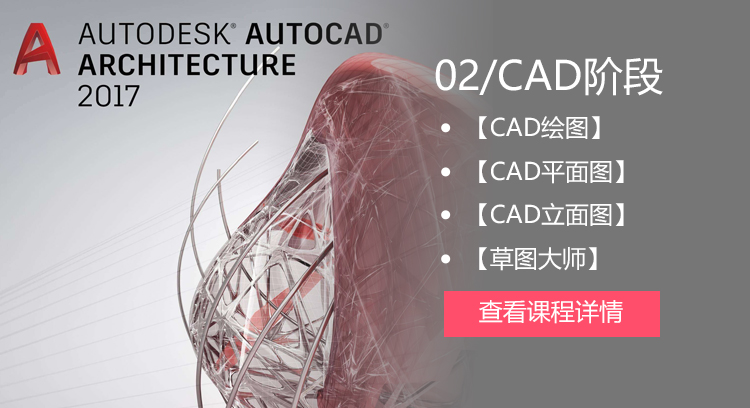 AUTODESK® AUTOCAD®
ARCHITECTURE
2017
02/CAD阶段
• 【CAD绘图】
• 【CAD平面图】
• 【CAD立面图】
• 【草图大师】
查看课程详情